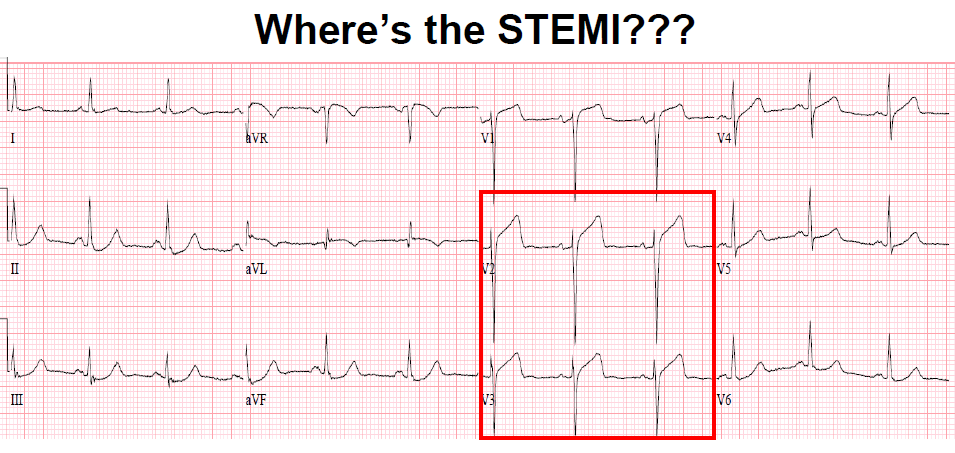 Where’s the STEMI???
I aVR V1 V4
II aVL V2 V5
III aVF V3 V6